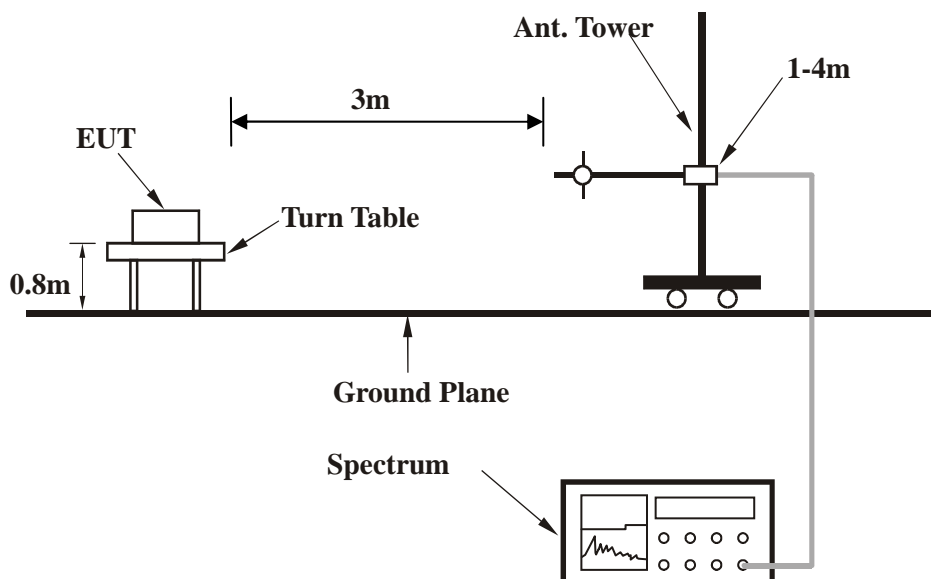 Ant. Tower
1-4m
3m
EUT
Turn Table
0.8m
Ground Plane
Spectrum